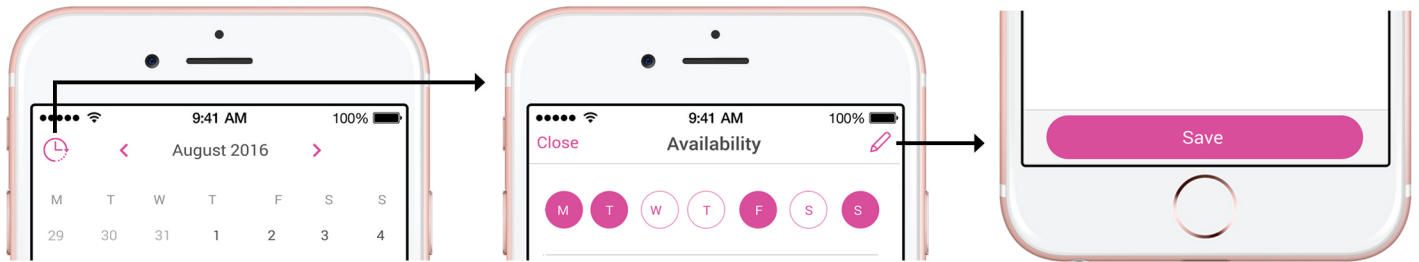 9:41 AM 100%
August 2016
M T W T F S S
29 30 31 1 2 3 4
9:41 AM 100%
Close Availability
M T W T F S S
Save